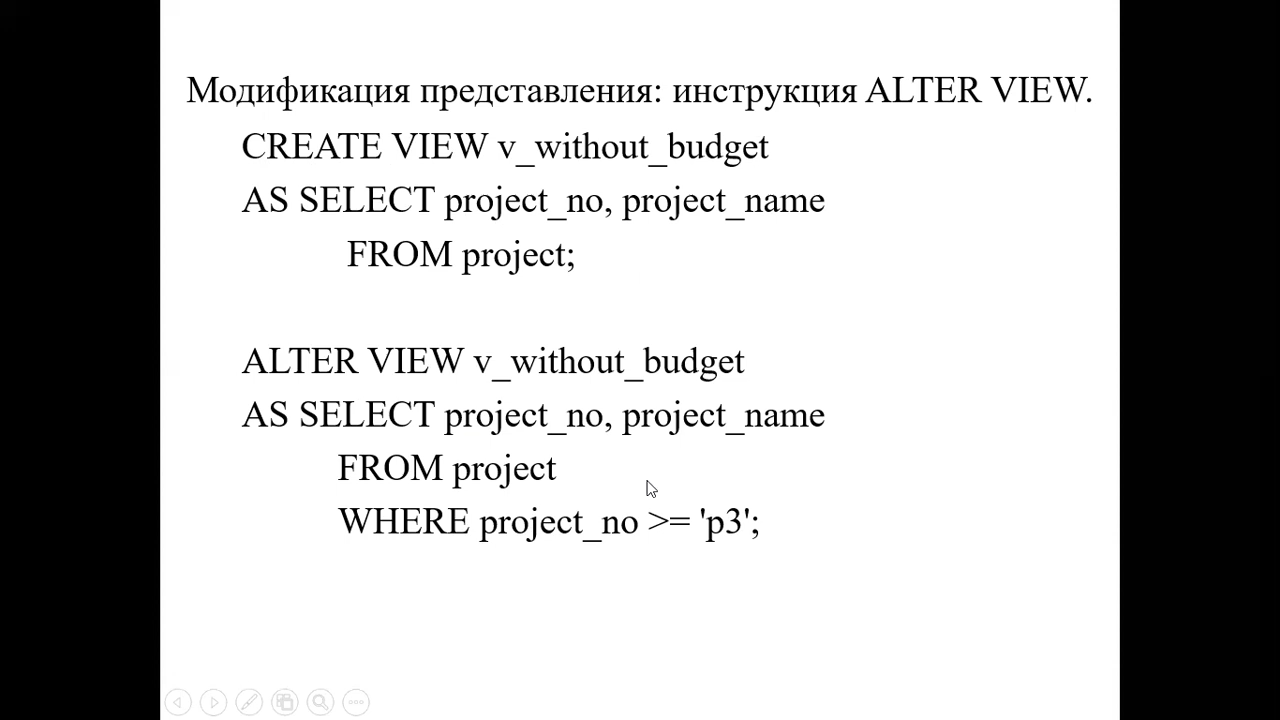 Модификация представления: инструкция ALTER VIEW.
CREATE VIEW v_without_budget
AS SELECT project_no, project_name
FROM project;
ALTER VIEW v_without_budget
AS SELECT project_no, project_name
FROM project
WHERE project_no >= 'p3';